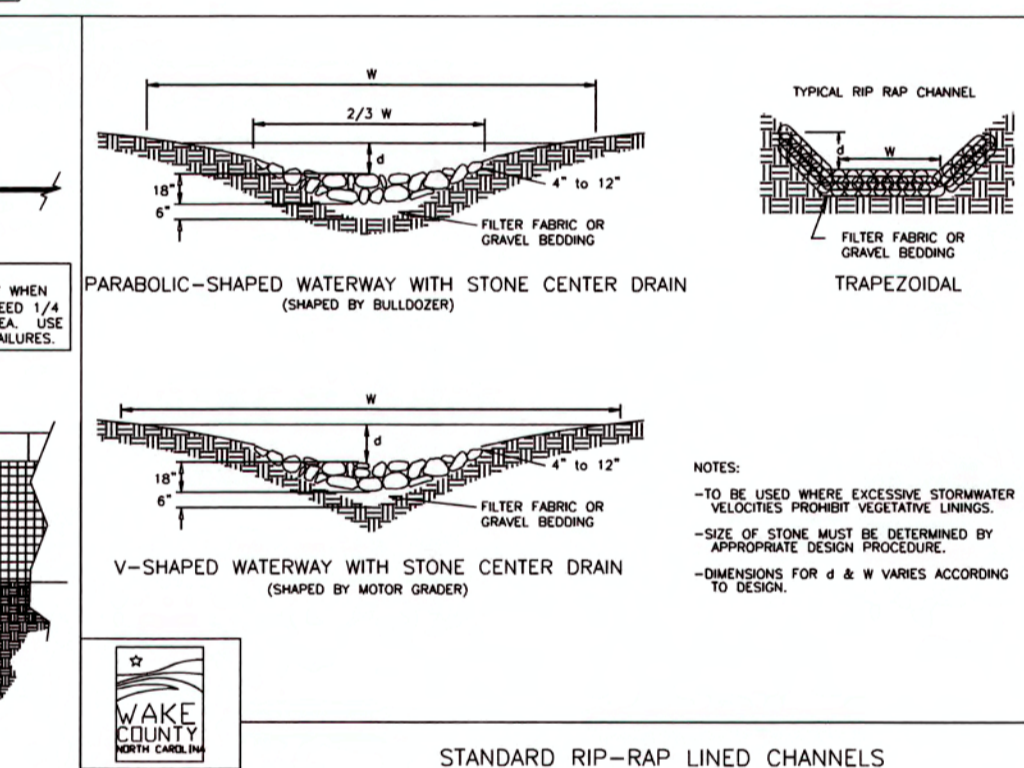 WHEN
EED 1/4
EA. USE
AILURES.
W
2/3 W
d
18"
6"
4" to 12"
FILTER FABRIC OR
GRAVEL BEDDING
PARABOLIC-SHAPED WATERWAY WITH STONE CENTER DRAIN
(SHAPED BY BULLDOZER)
TYPICAL RIP RAP CHANNEL
d
W
FILTER FABRIC OR
GRAVEL BEDDING
TRAPEZOIDAL
W
d
18"
6"
4" to 12"
FILTER FABRIC OR
GRAVEL BEDDING
V-SHAPED WATERWAY WITH STONE CENTER DRAIN
(SHAPED BY MOTOR GRADER)
NOTES:
-TO BE USED WHERE EXCESSIVE STORMWATER
VELOCITIES PROHIBIT VEGETATIVE LININGS.
-SIZE OF STONE MUST BE DETERMINED BY
APPROPRIATE DESIGN PROCEDURE.
-DIMENSIONS FOR d & W VARIES ACCORDING
TO DESIGN.
WAKE
COUNTY
NORTH CAROLINA
STANDARD RIP-RAP LINED CHANNELS